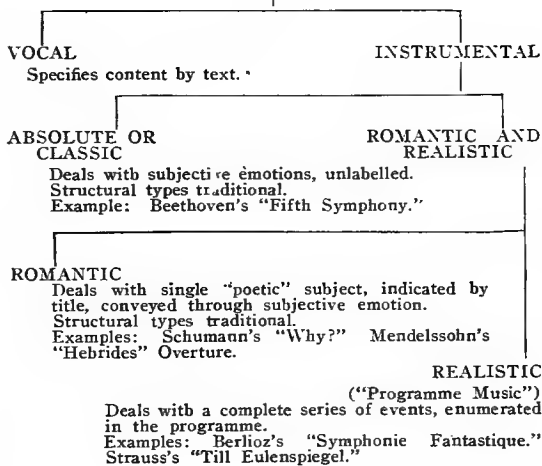 VOCAL
INSTRUMENTAL
Specifies content by text.
ABSOLUTE OR
CLASSIC
ROMANTIC AND
REALISTIC
Deals with subjective emotions, unlabelled.
Structural types traditional.
Example: Beethoven's "Fifth Symphony."
ROMANTIC
Deals with single "poetic" subject, indicated by
title, conveyed through subjective emotion.
Structural types traditional.
Examples: Schumann's "Why?" Mendelssohn's
"Hebrides" Overture.
REALISTIC
("Programme Music")
Deals with a complete series of events, enumerated
in the programme.
Examples: Berlioz's "Symphonie Fantastique."
Strauss's "Till Eulenspiegel."